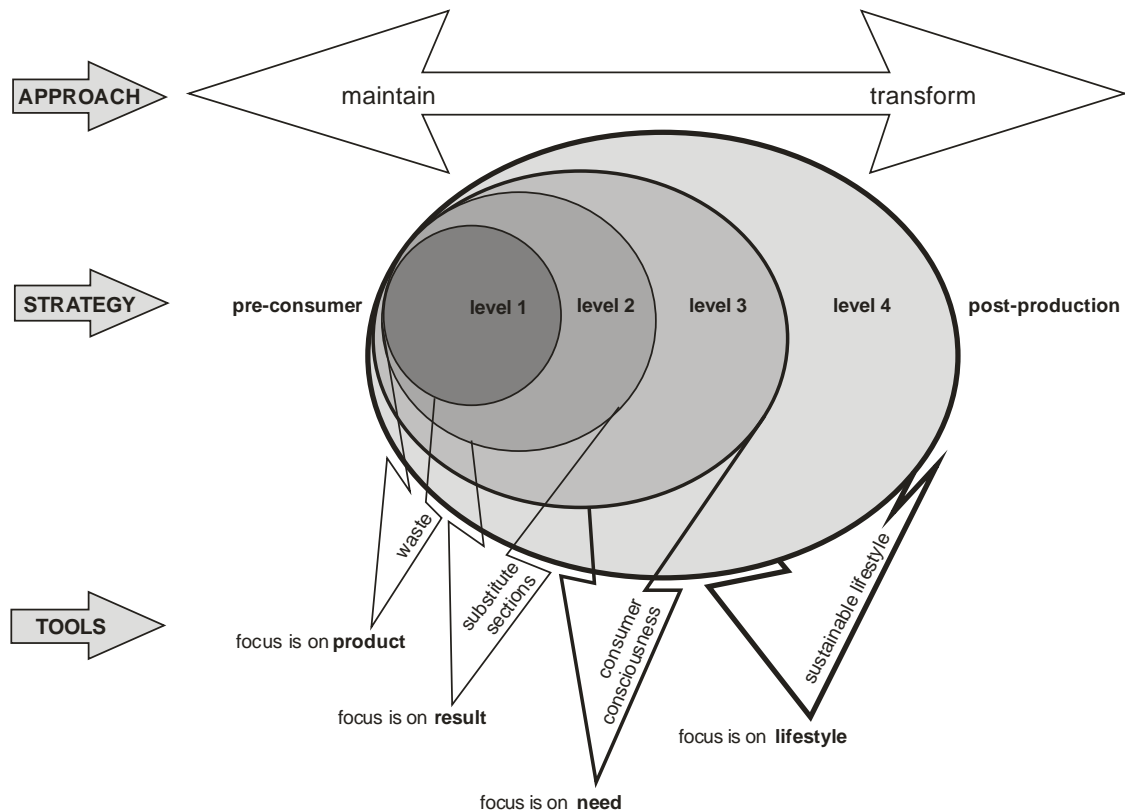 APPROACH
maintain
transform
STRATEGY
pre-consumer
level 1
level 2
level 3
level 4
post-production
TOOLS
waste
substitute
sections
consumer
consciousness
sustainable lifestyle
focus is on product
focus is on result
focus is on lifestyle
focus is on need